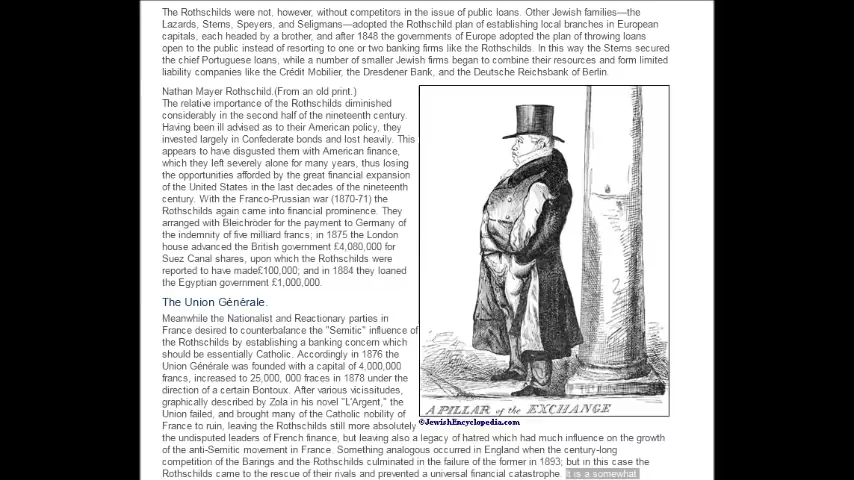 The Rothschilds were not, however, without competitors in the issue of public loans. Other Jewish families—the
Lazards, Sterns, Speyers, and Seligmans—adopted the Rothschild plan of establishing local branches in European
capitals, each headed by a brother, and after 1848 the governments of Europe adopted the plan of throwing loans
open to the public instead of resorting to one or two banking firms like the Rothschilds. In this way the Sterns secured
the chief Portuguese loans, while a number of smaller Jewish firms began to combine their resources and form limited
liability companies like the Crédit Mobilier, the Dresdener Bank, and the Deutsche Reichsbank of Berlin.
Nathan Mayer Rothschild.(From an old print.)
The relative importance of the Rothschilds diminished
considerably in the second half of the nineteenth century.
Having been ill advised as to their American policy, they
invested largely in Confederate bonds and lost heavily. This
appears to have disgusted them with American finance,
which they left severely alone for many years, thus losing
the opportunities afforded by the great financial expansion
of the United States in the last decades of the nineteenth
century. With the Franco-Prussian war (1870-71) the
Rothschilds again came into financial prominence. They
arranged with Bleichröder for the payment to Germany of
the indemnity of five milliard francs; in 1875 the London
house advanced the British government £4,080,000 for
Suez Canal shares, upon which the Rothschilds were
reported to have made£100,000; and in 1884 they loaned
the Egyptian government £1,000,000.
The Union Générale.
Meanwhile the Nationalist and Reactionary parties in
France desired to counterbalance the "Semitic" influence of
the Rothschilds by establishing a banking concern which
should be essentially Catholic. Accordingly in 1876 the
Union Générale was founded with a capital of 4,000,000
francs, increased to 25,000, 000 fraces in 1878 under the
direction of a certain Bontoux. After various vicissitudes,
graphically described by Zola in his novel "L'Argent," the
Union failed, and brought many of the Catholic nobility of
France to ruin, leaving the Rothschilds still more absolutely
the undisputed leaders of French finance, but leaving also a legacy of hatred which had much influence on the growth
of the anti-Semitic movement in France. Something analogous occurred in England when the century-long
competition of the Barings and the Rothschilds culminated in the failure of the former in 1893; but in this case the
Rothschilds came to the rescue of their rivals and prevented a universal financial catastrophe. It is a somewhat
A PILLAR of the EXCHANGE
©JewishEncyclopedia.com